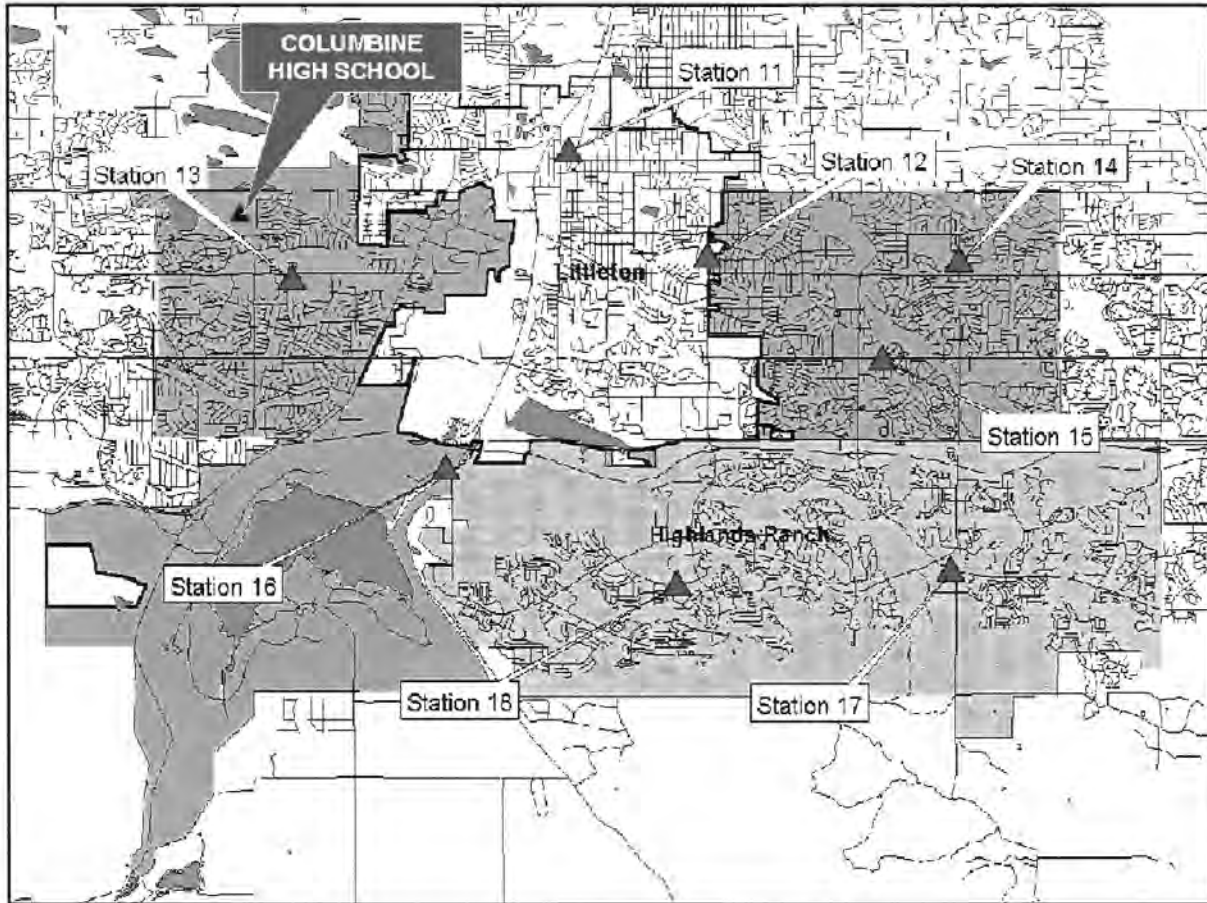 COLUMBINE
HIGH SCHOOL
Station 11
Station 12
Station 14
Station 13
Littleton
Station 15
Highlands Ranch
Station 16
Station 18
Station 17